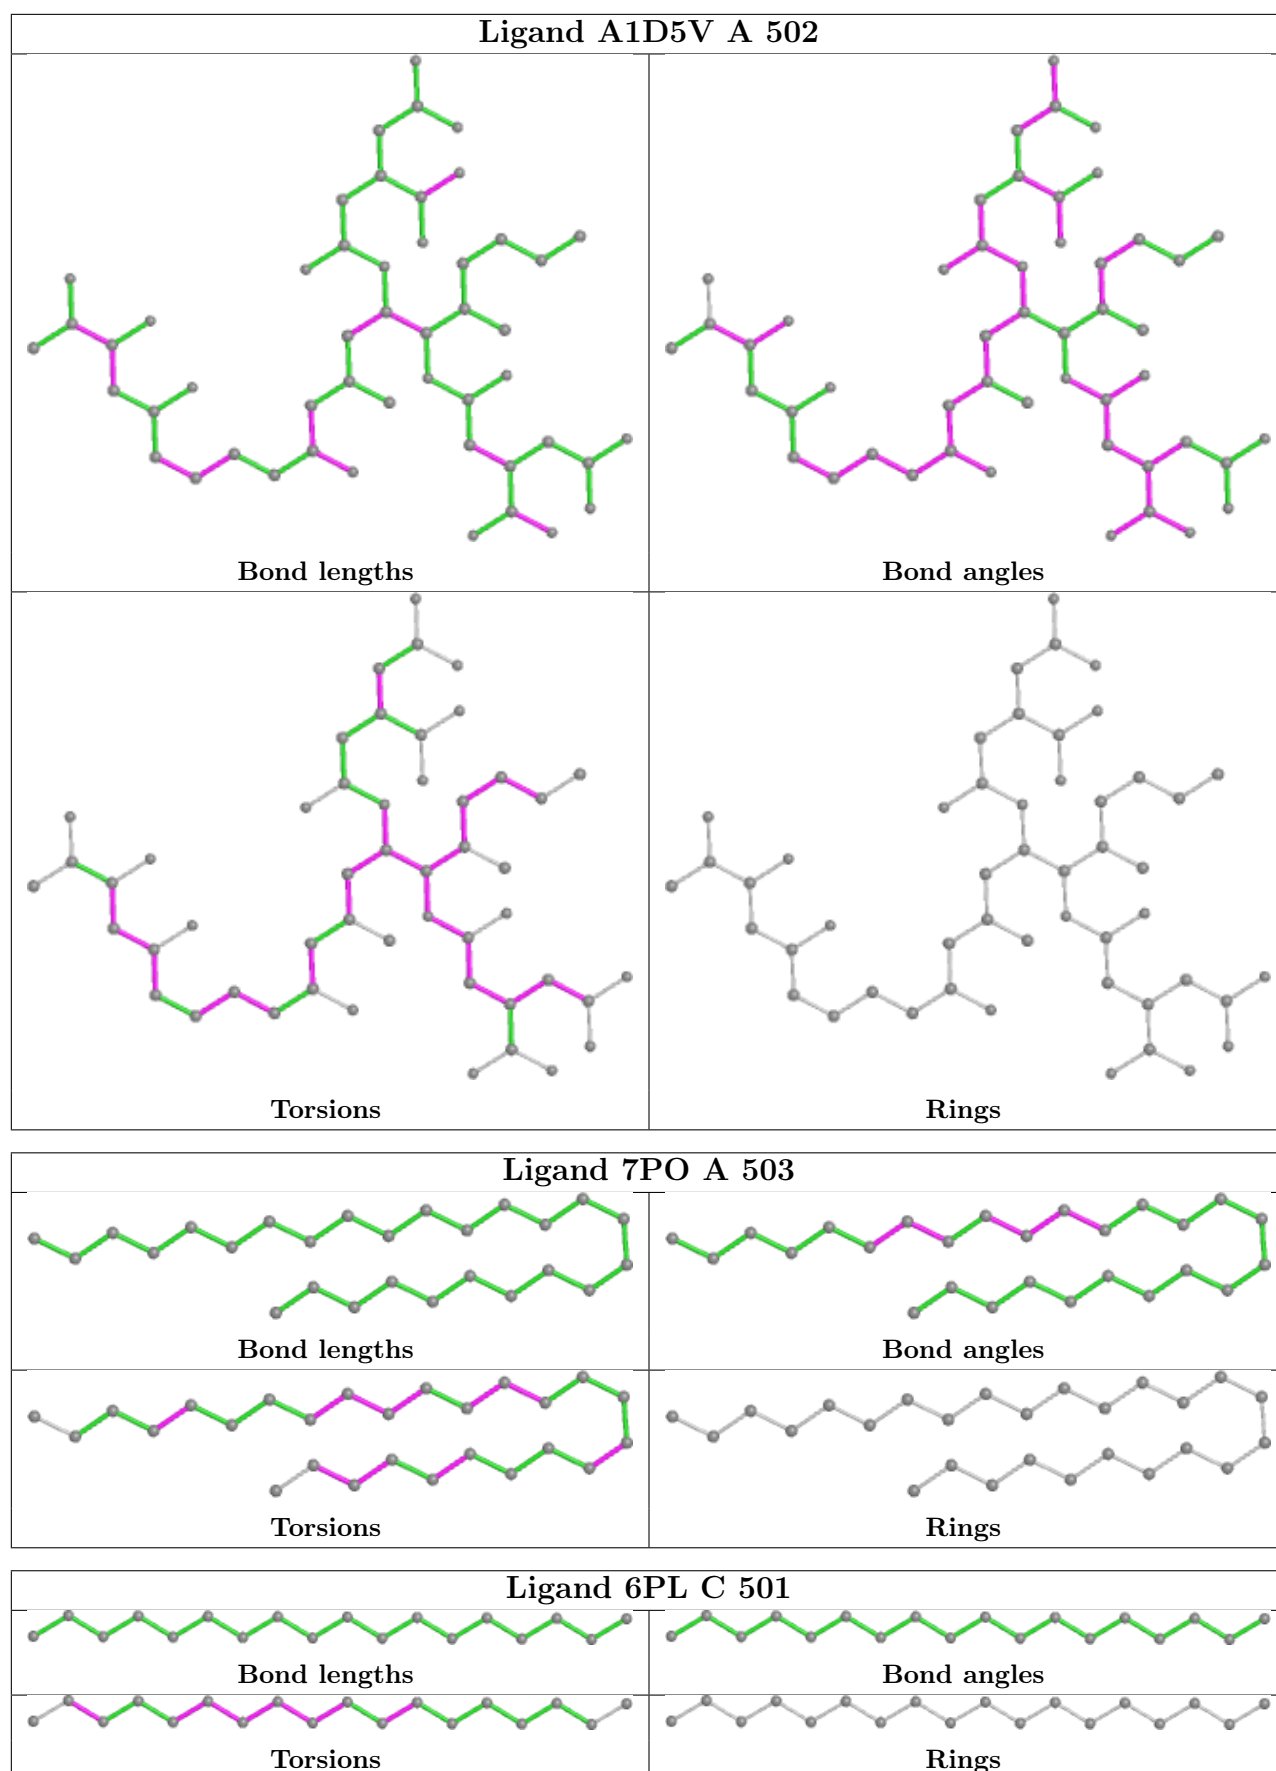 Ligand A1D5V A 502
Bond lengths
Bond angles
Torsions
Rings
Ligand 7PO A 503
Bond lengths
Bond angles
Torsions
Rings
Ligand 6PL C 501
Bond lengths
Bond angles
Torsions
Rings